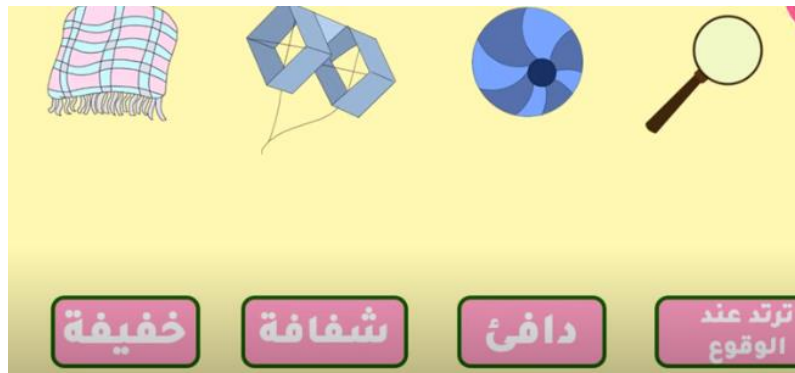 ترتد عند
الوقوع
دافئ
شفافة
خفيفة